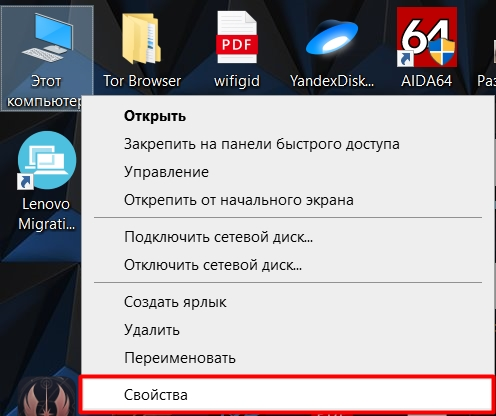 Этот
компьютер
Tor Browser
PDF
wifigid
YandexDisk...
64
AIDA64
Раз
Lenovo
Migrati...
Открыть
Закрепить на панели быстрого доступа
Управление
Открепить от начального экрана
Подключить сетевой диск...
Отключить сетевой диск...
Создать ярлык
Удалить
Переименовать
Свойства